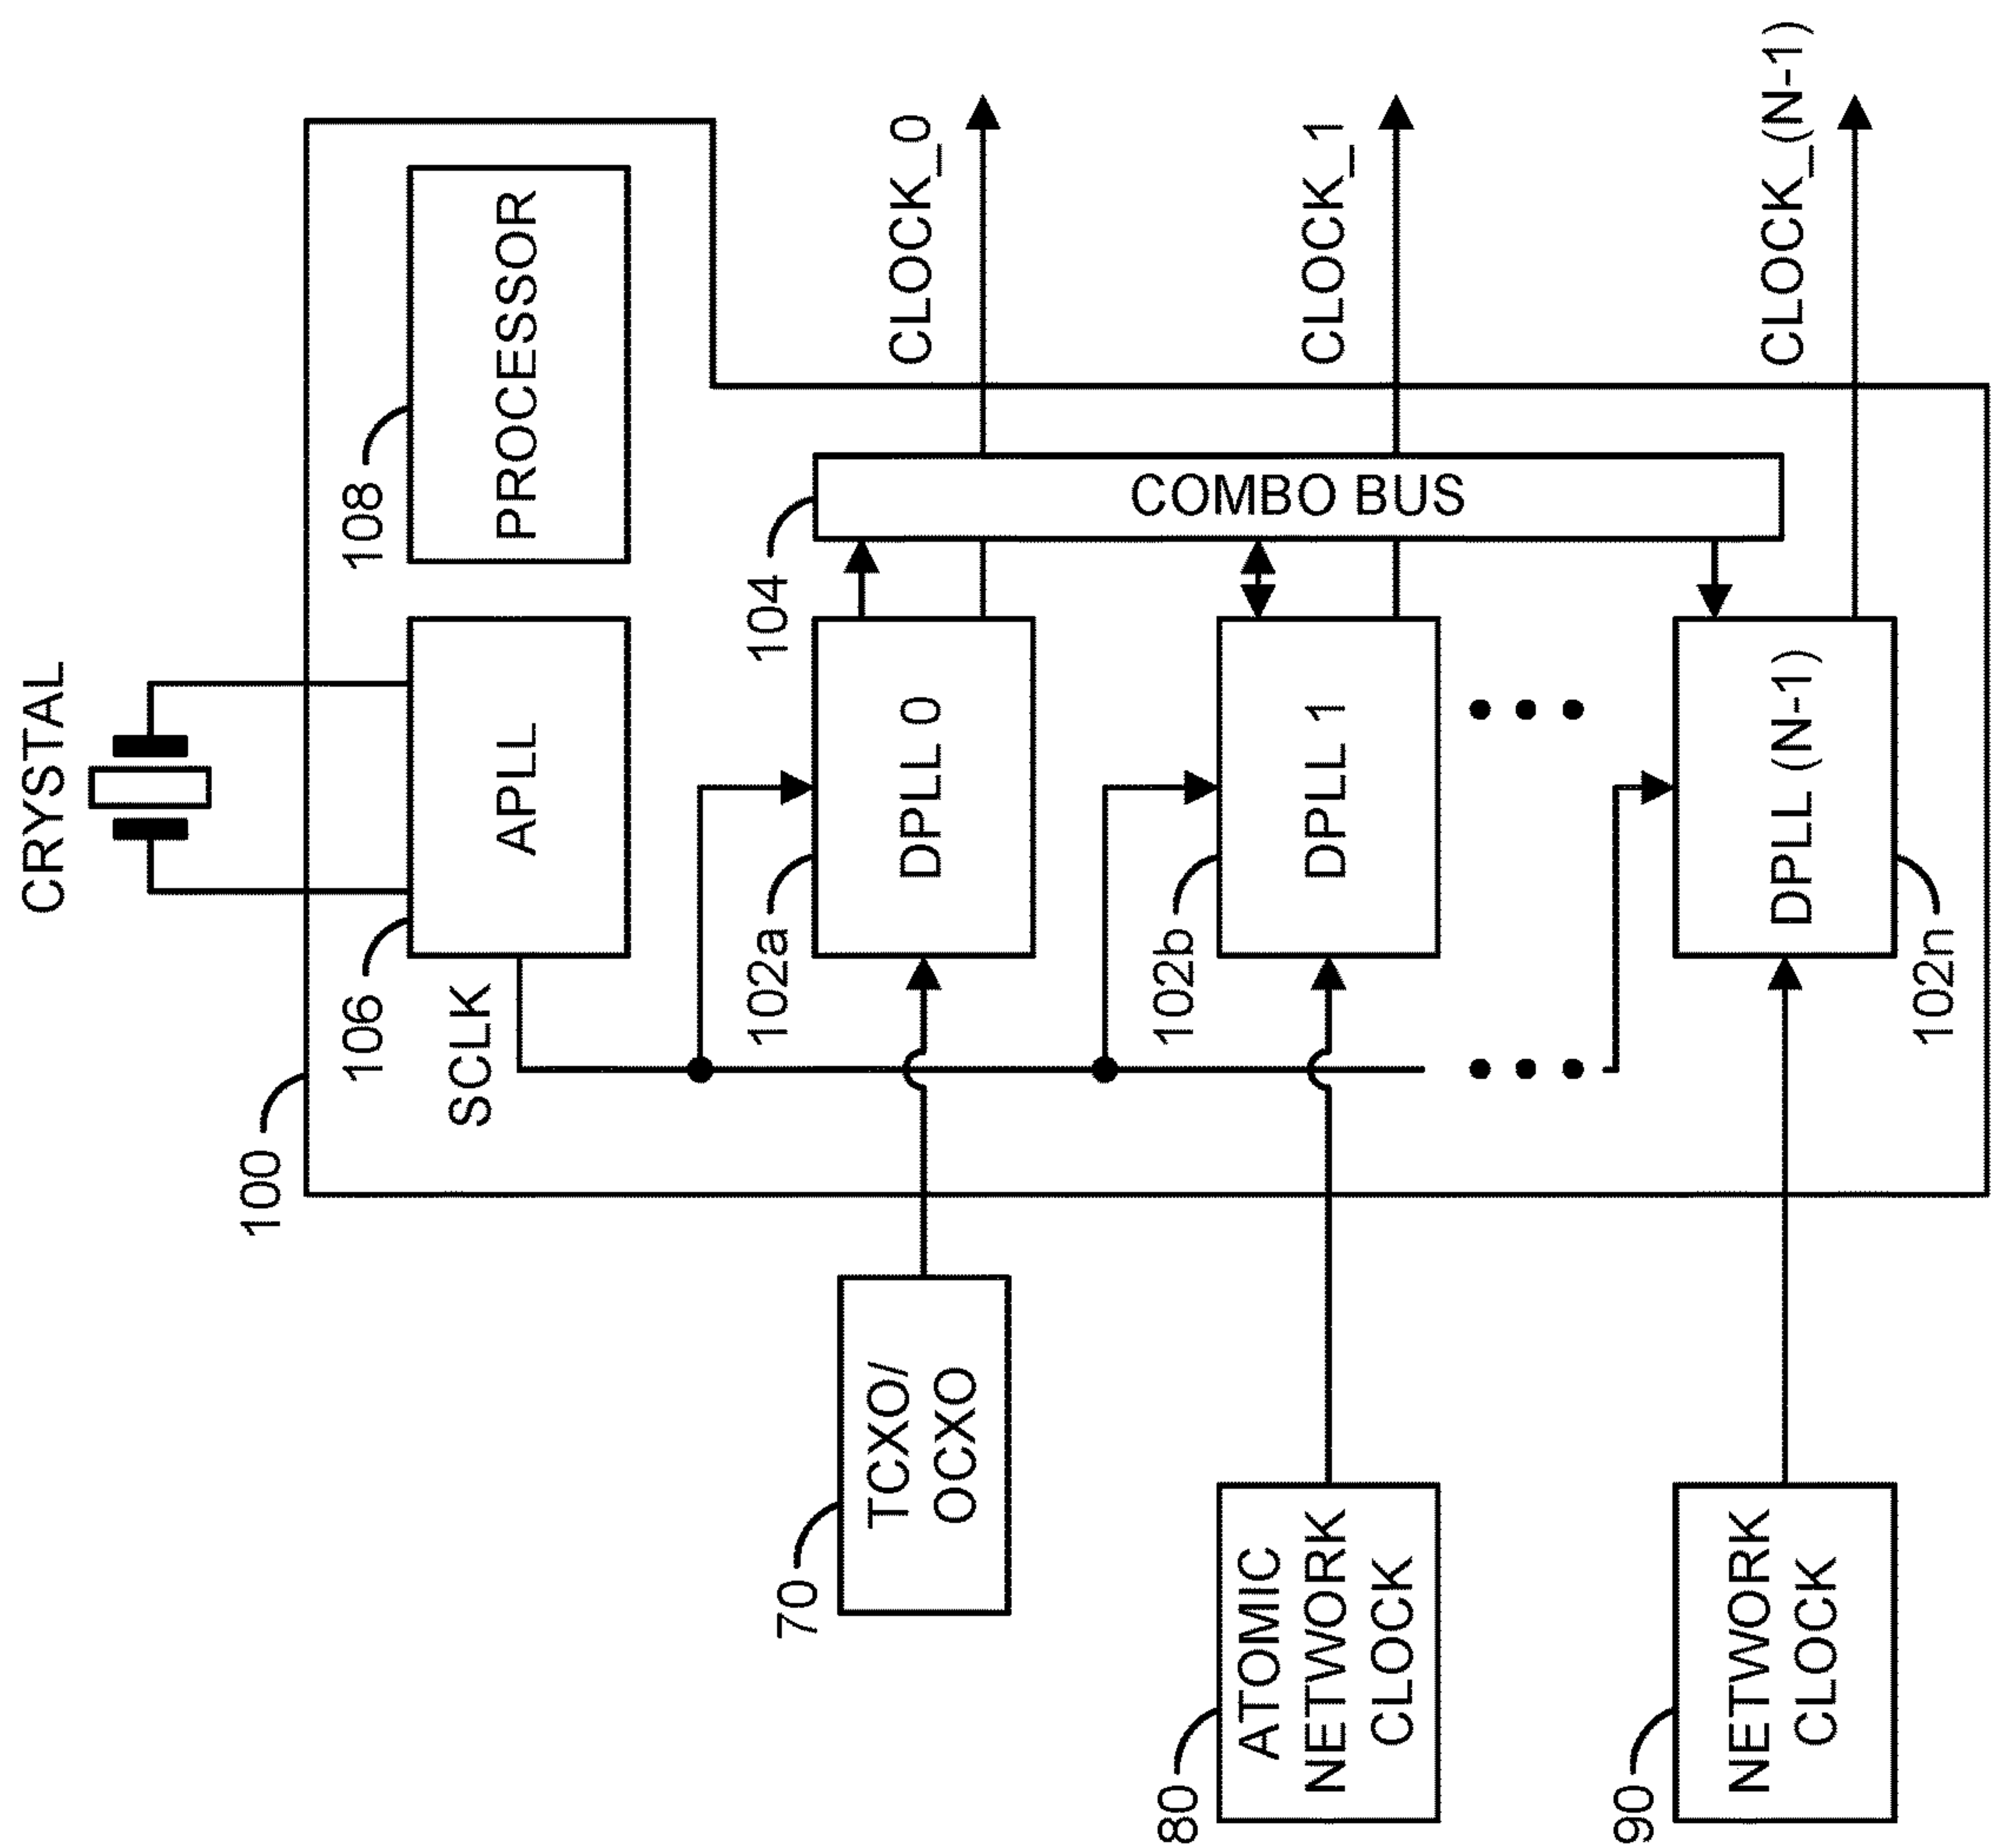 CRYSTAL
100
106
APLL
SCLK
108
PROCESSOR
70
TCXO/
OCXO
102a
DPLL 0
104
COMBO BUS
CLOCK_0
80
ATOMIC
NETWORK
CLOCK
102b
DPLL 1
CLOCK_1
90
NETWORK
CLOCK
DPLL (N-1)
102n
CLOCK_(N-1)